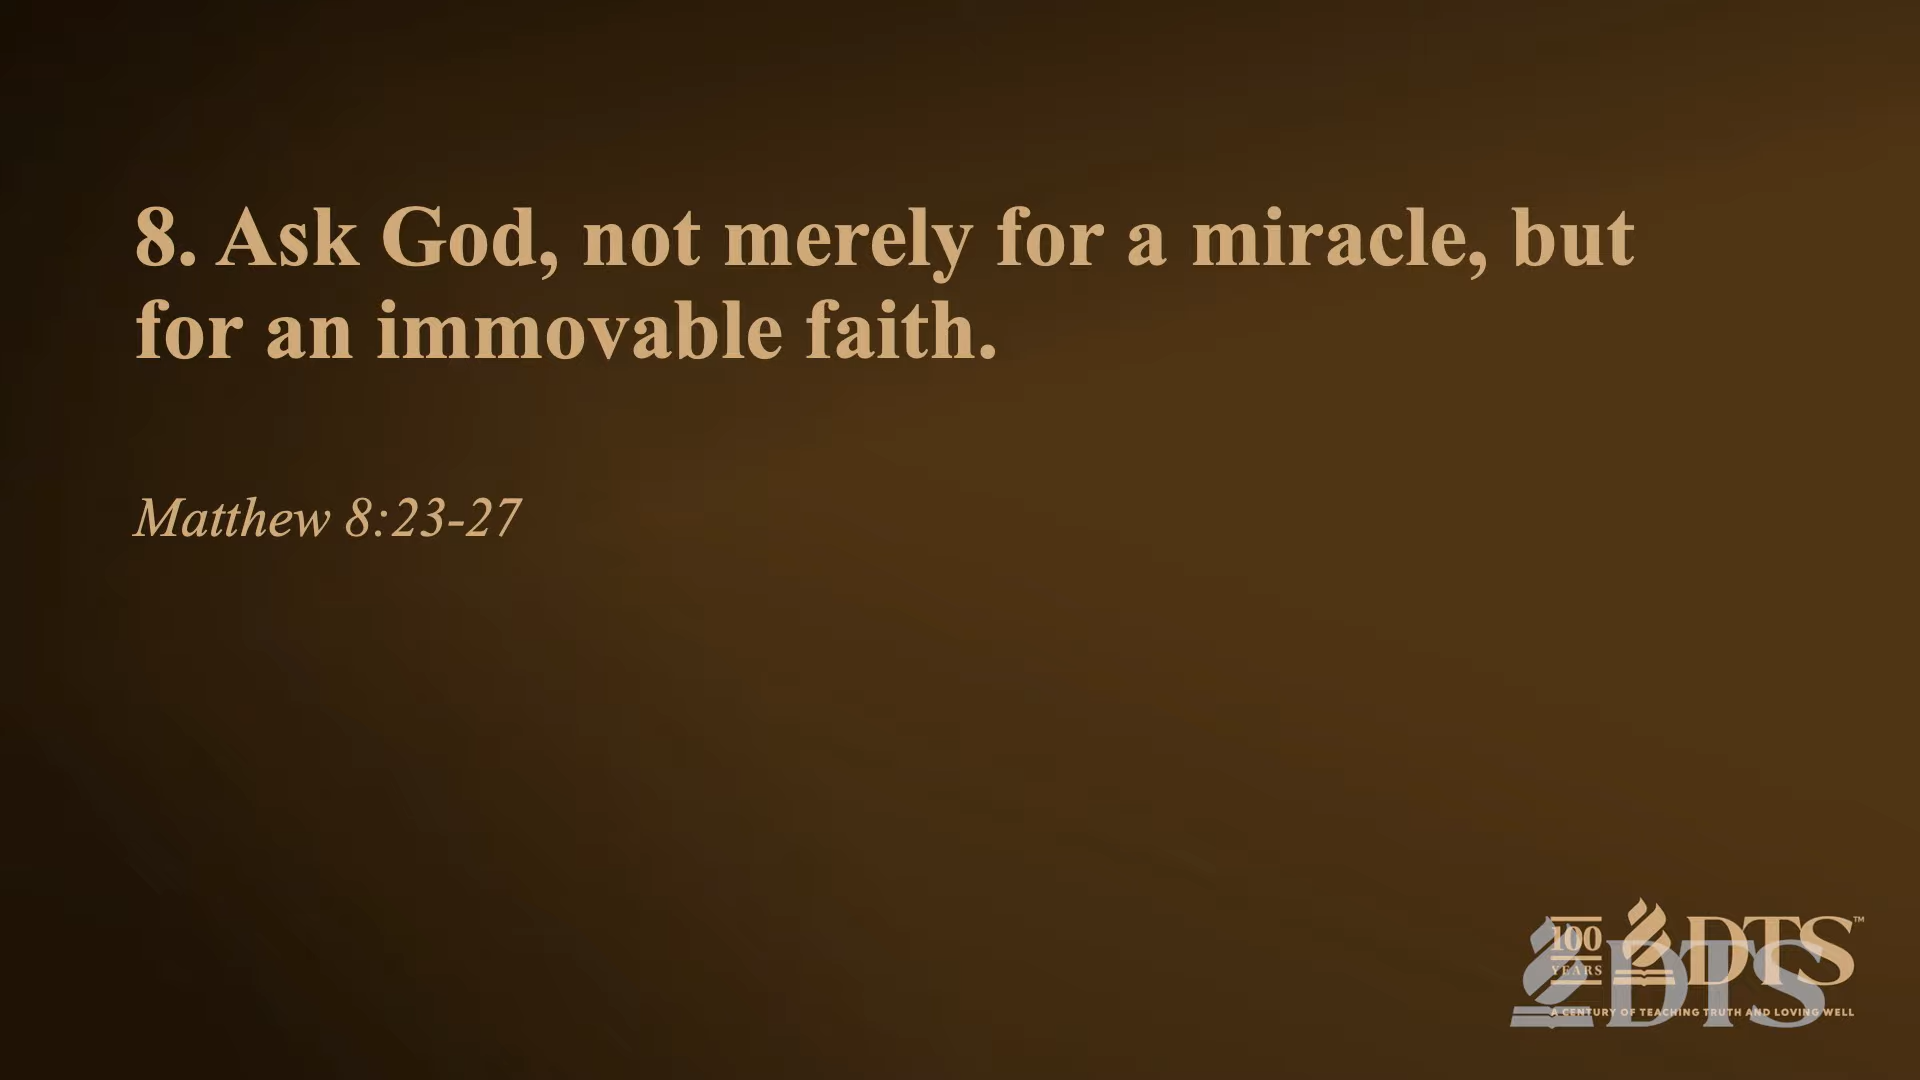 8. Ask God, not merely for a miracle, but
for an immovable faith.
Matthew 8:23-27
100
YEARS
DTS™
DTS
A CENTURY OF TEACHING TRUTH AND LOVING WELL